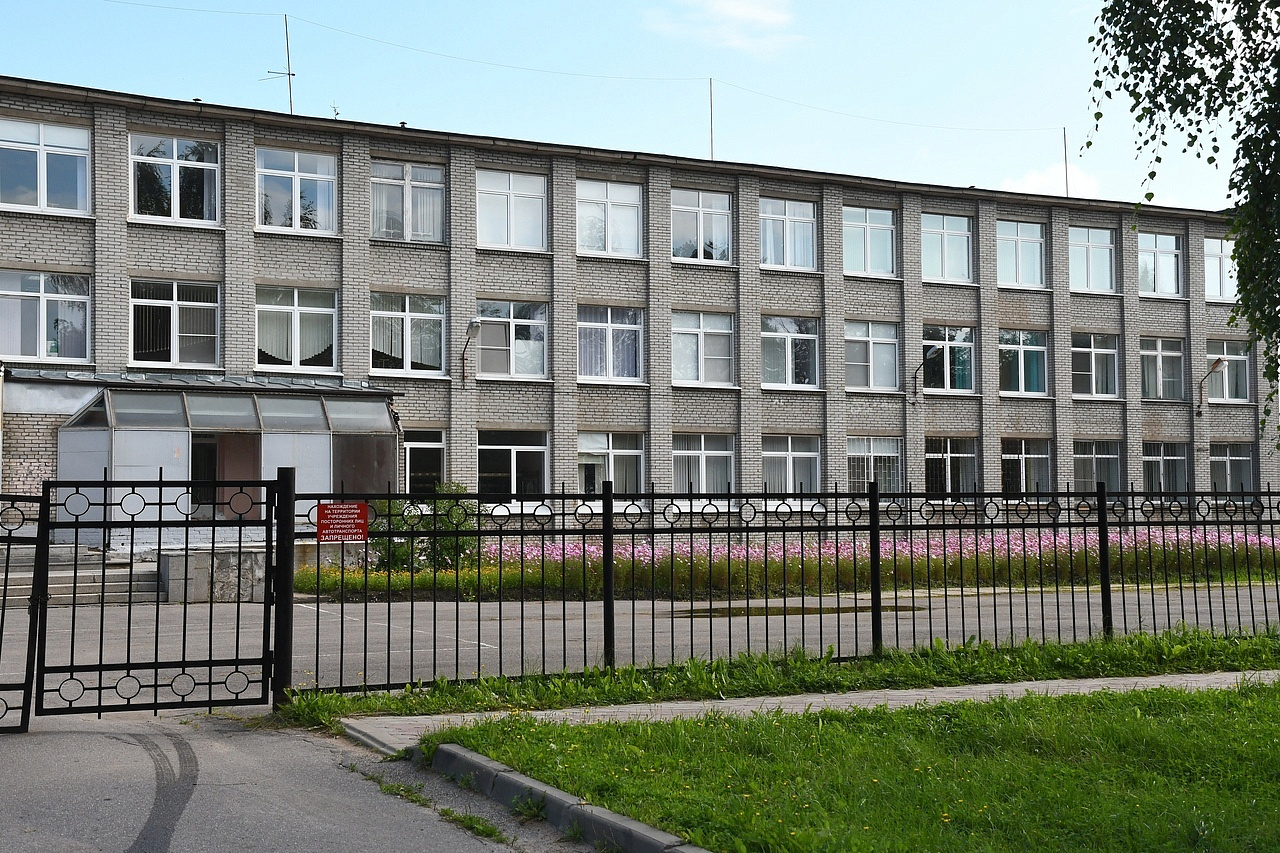 НАХОЖДЕНИЕ
НА ТЕРРИТОРИИ
УЧРЕЖДЕНИЯ
ПОСТОРОННИХ ЛИЦ
И ЛИЧНОГО
АВТОТРАНСПОРТА
ЗАПРЕЩЕНО!